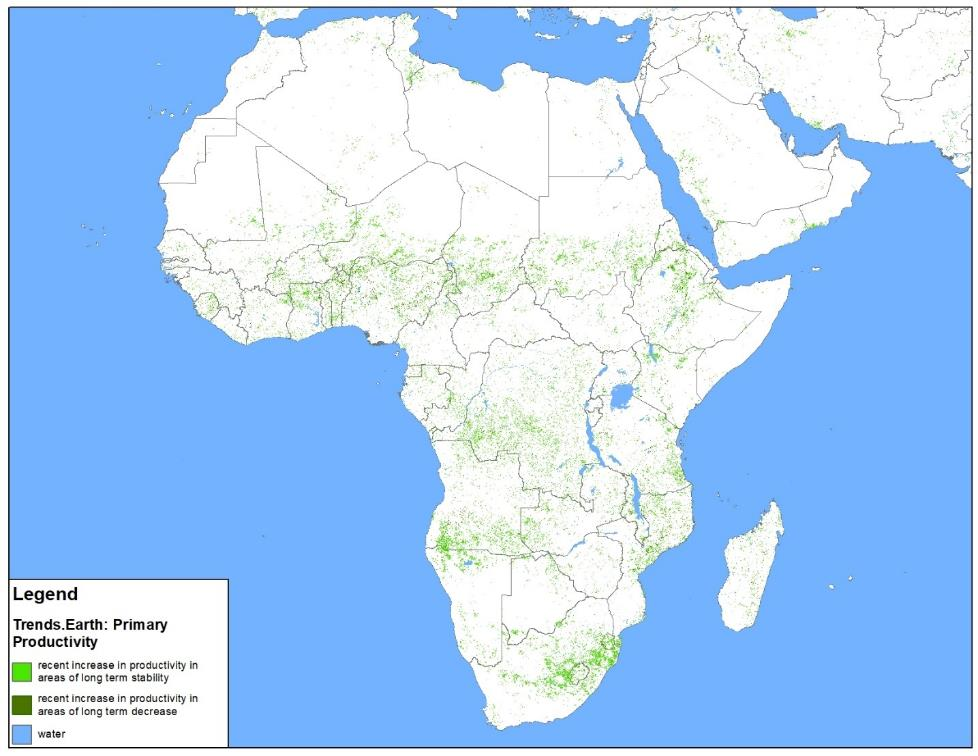 Legend
Trends.Earth: Primary
Productivity
recent increase in productivity in
areas of long term stability
recent increase in productivity in
areas of long term decrease
water